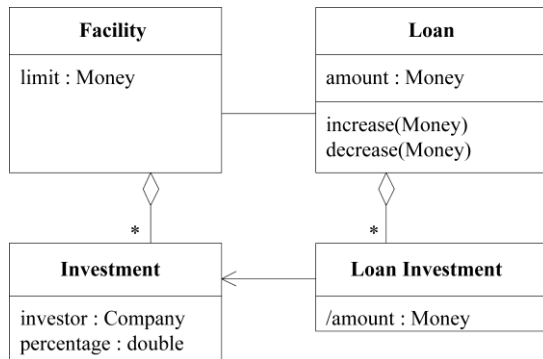 Facility
limit : Money
Loan
amount : Money
increase(Money)
decrease(Money)
*
*
Investment
investor : Company
percentage : double
Loan Investment
/amount : Money